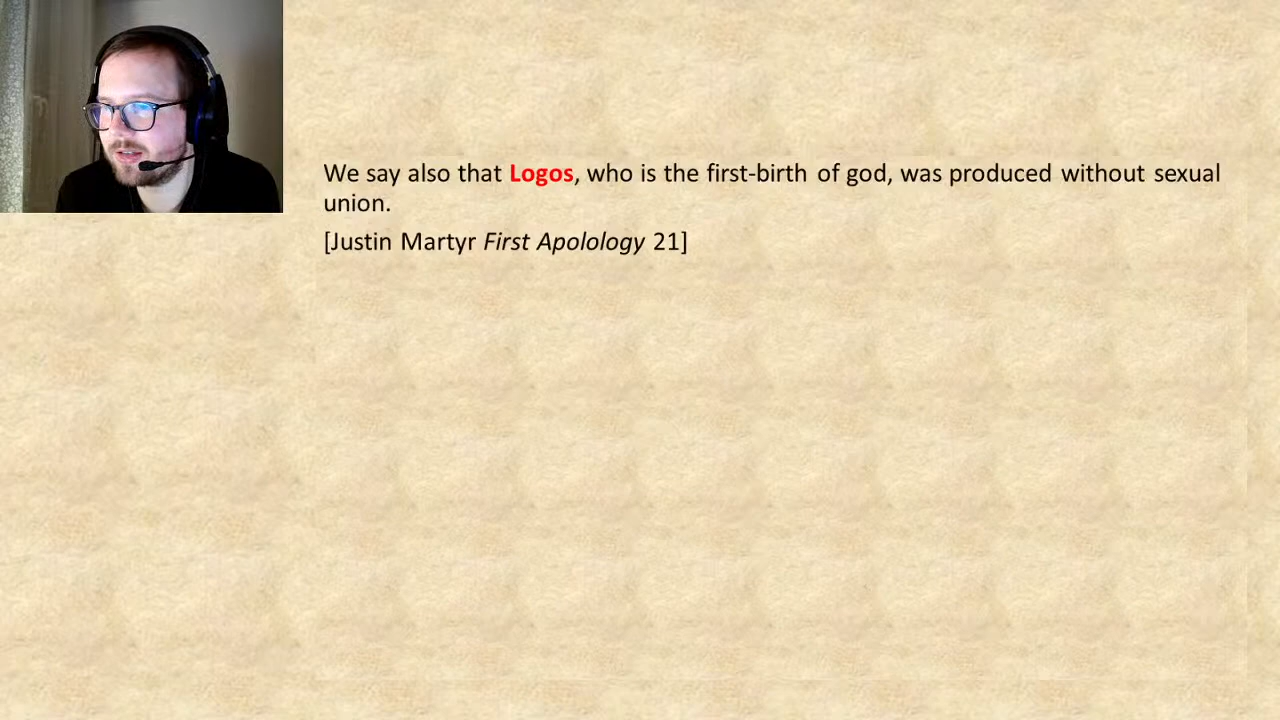 We say also that Logos, who is the first-birth of god, was produced without sexual
union.
[Justin Martyr First Apolology 21]